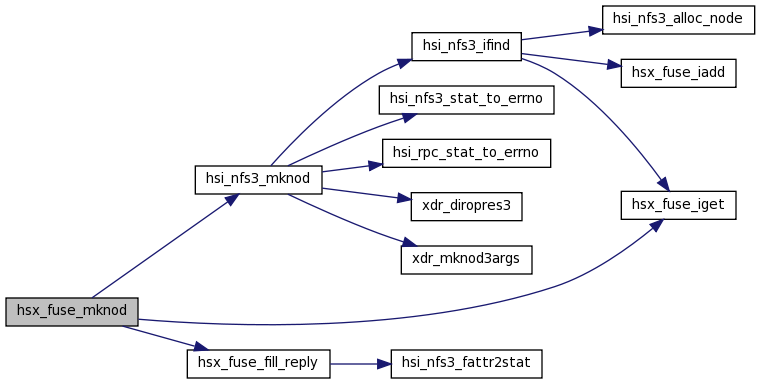 hsi_nfs3_alloc_node
hsi_nfs3_ifind
hsx_fuse_iadd
hsi_nfs3_stat_to_errno
hsi_rpc_stat_to_errno
hsi_nfs3_mknod
xdr_diropres3
hsx_fuse_iget
xdr_mknod3args
hsx_fuse_mknod
hsx_fuse_fill_reply
hsi_nfs3_fattr2stat